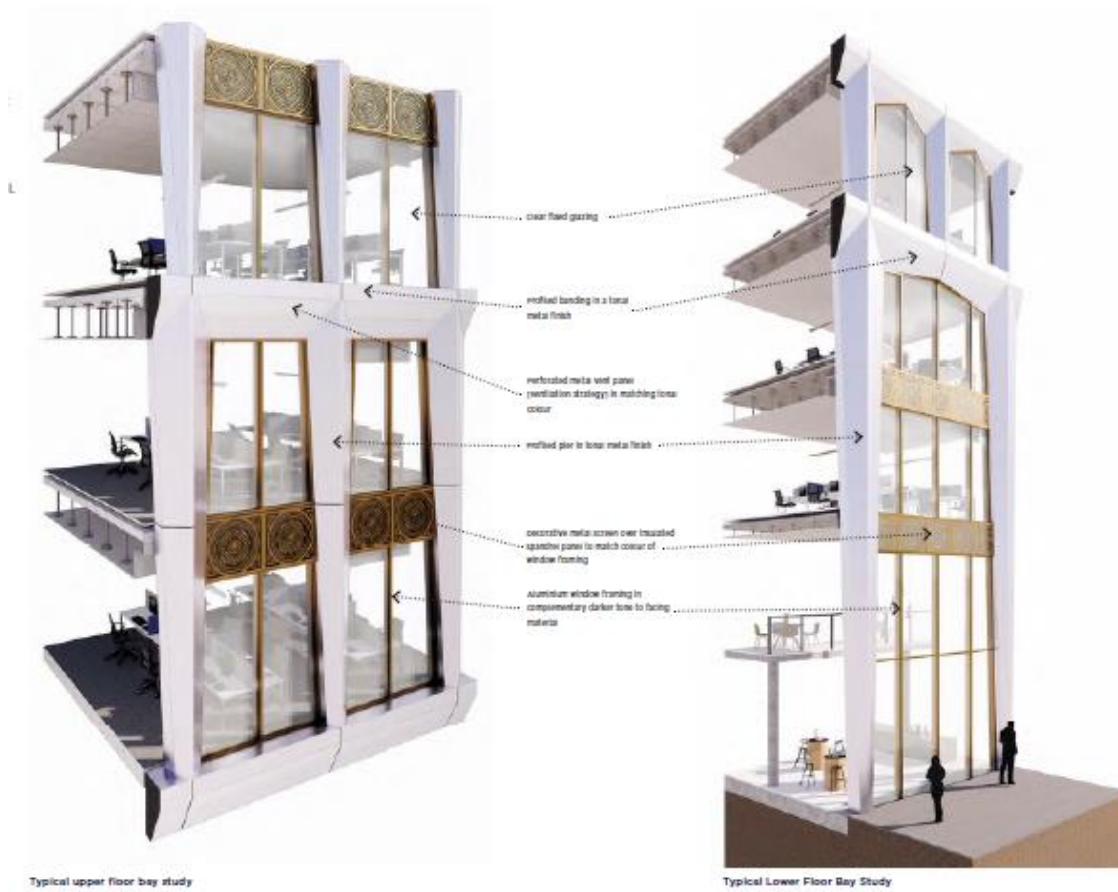 clear fixed glazing
Profiled banding in a tonal
metal finish
Perforated metal vent panel
(ventilation strategy) in matching tonal
colour
Profiled pier in tonal metal finish
Decorative metal screen over insulated
spandrel panel to match colour of
window framing
Aluminium window framing in
complementary darker tone to facing
material
Typical upper floor bay study
Typical Lower Floor Bay Study